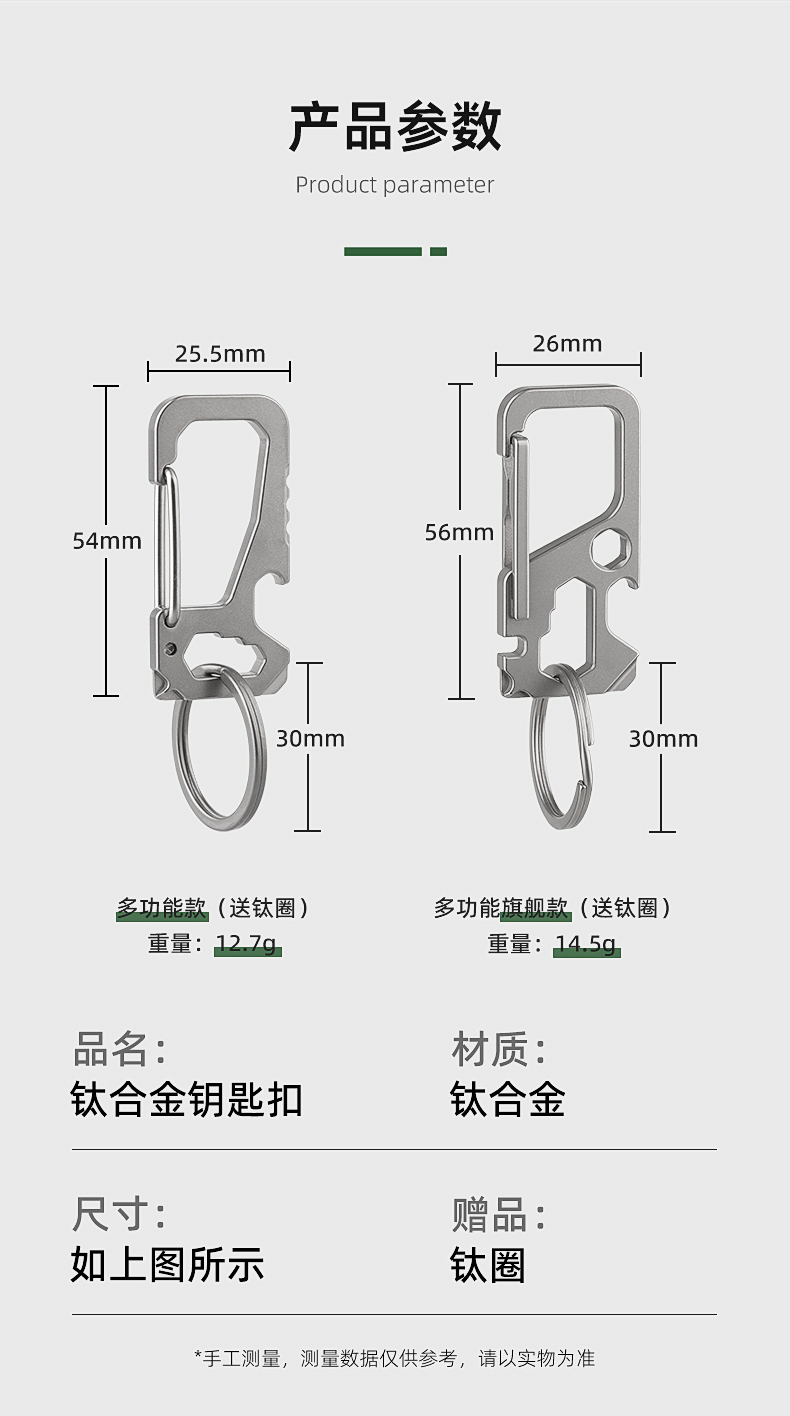 产品参数
Product parameter
25.5mm
26mm
54mm
56mm
30mm
30mm
多功能款（送钛圈）
重量：12.7g
多功能旗舰款（送钛圈）
重量：14.5g
品名：
钛合金钥匙扣
材质：
钛合金
尺寸：
如上图所示
赠品：
钛圈
*手工测量，测量数据仅供参考，请以实物为准